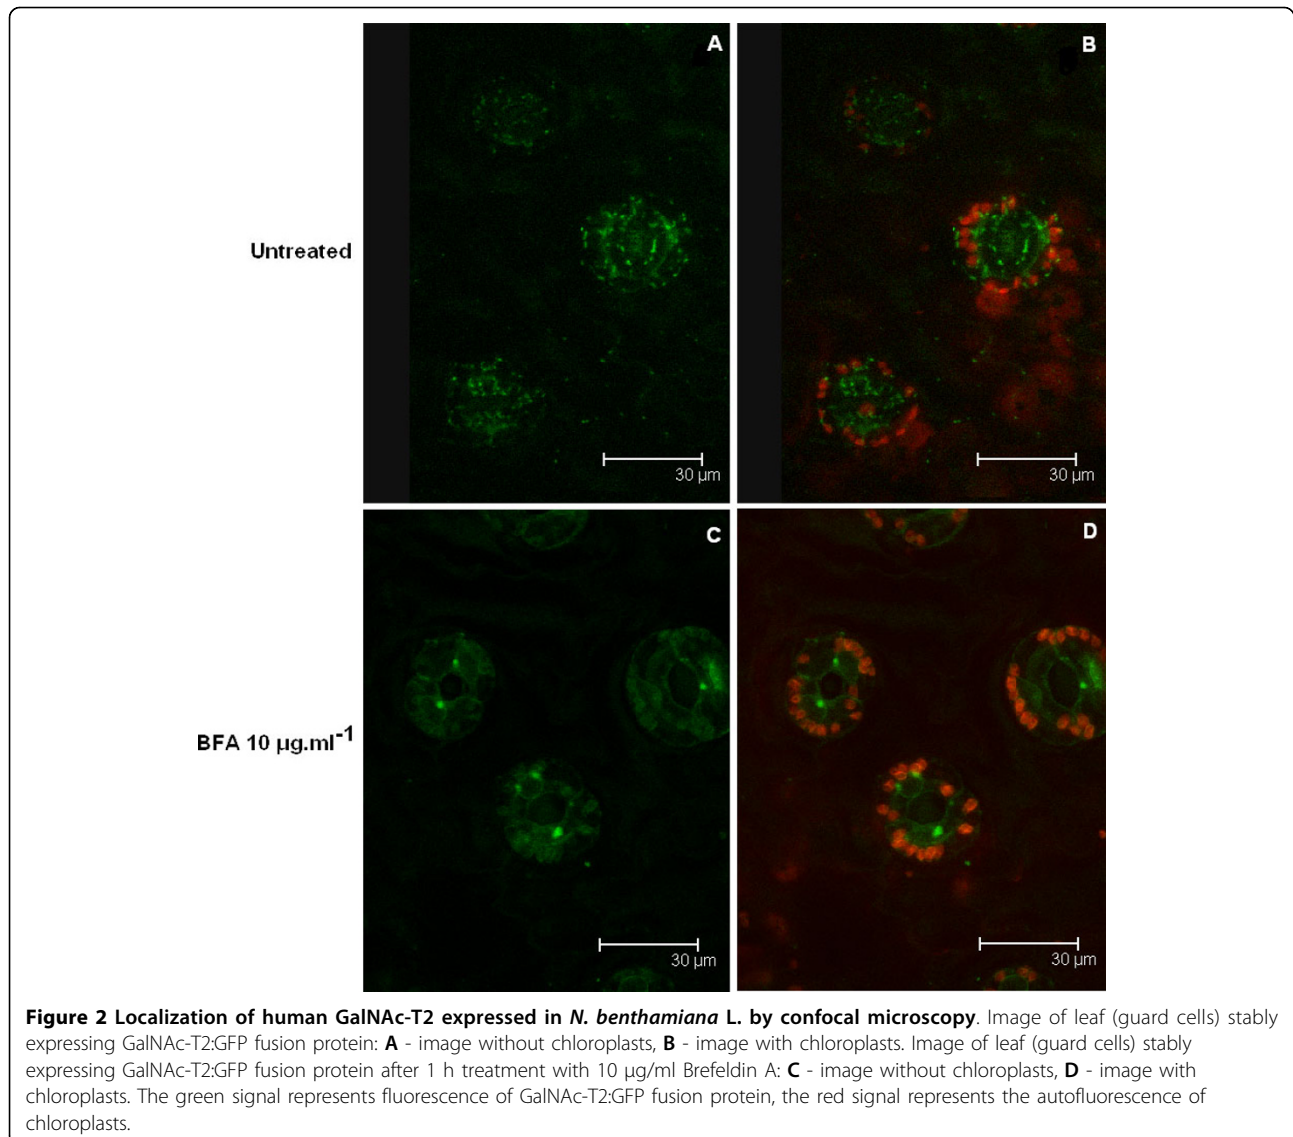 A
B
Untreated
30 µm
30 µm
C
D
BFA 10 µg.ml⁻¹
30 µm
30 µm
Figure 2 Localization of human GalNAc-T2 expressed in N. benthamiana L. by confocal microscopy. Image of leaf (guard cells) stably
expressing GalNAc-T2:GFP fusion protein: A - image without chloroplasts, B - image with chloroplasts. Image of leaf (guard cells) stably
expressing GalNAc-T2:GFP fusion protein after 1 h treatment with 10 µg/ml Brefeldin A: C - image without chloroplasts, D - image with
chloroplasts. The green signal represents fluorescence of GalNAc-T2:GFP fusion protein, the red signal represents the autofluorescence of
chloroplasts.